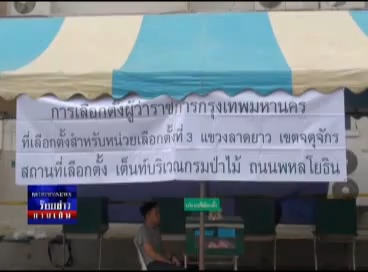 การเลือกตั้งผู้ว่าราชการกรุงเทพมหานคร
ที่เลือกตั้งสำหรับหน่วยเลือกตั้งที่ 3 แขวงลาดยาว เขตจตุจักร
สถานที่เลือกตั้ง เต็นท์บริเวณกรมป่าไม้ ถนนพหลโยธิน